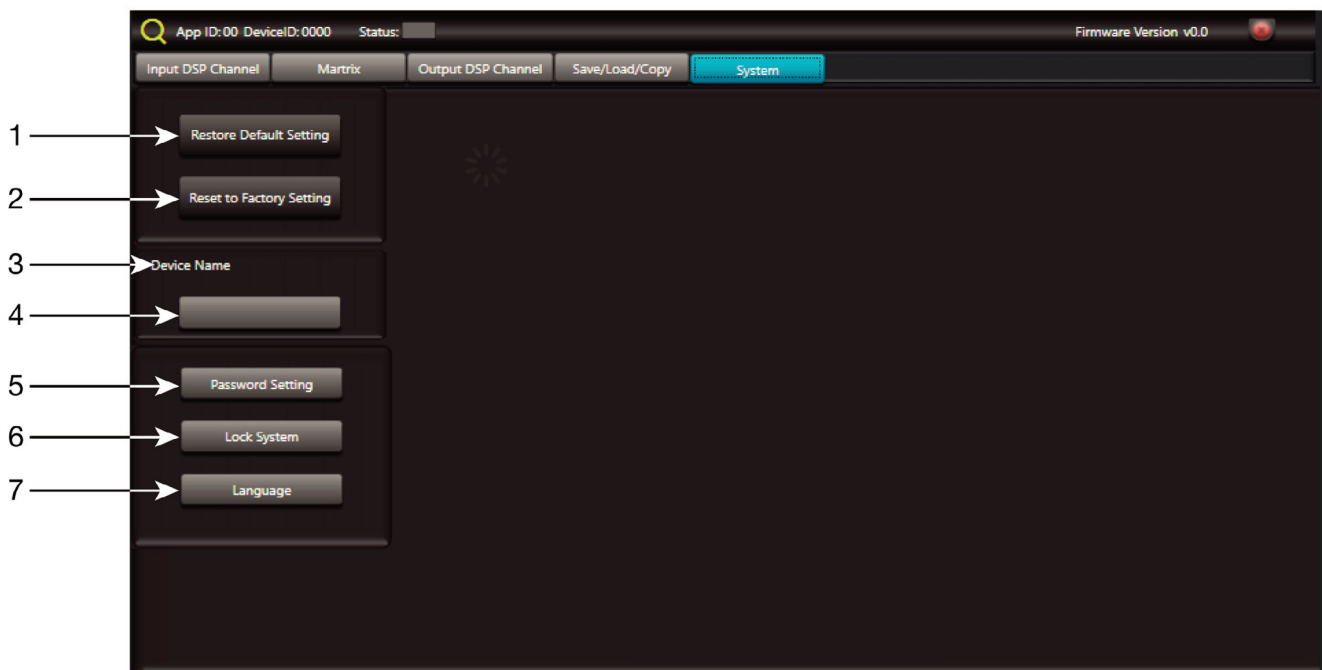 App ID: 00 DeviceID: 0000 Status: Firmware Version v0.0
Input DSP Channel Martrix Output DSP Channel Save/Load/Copy System
1 Restore Default Setting
2 Reset to Factory Setting
3 Device Name
4
5 Password Setting
6 Lock System
7 Language